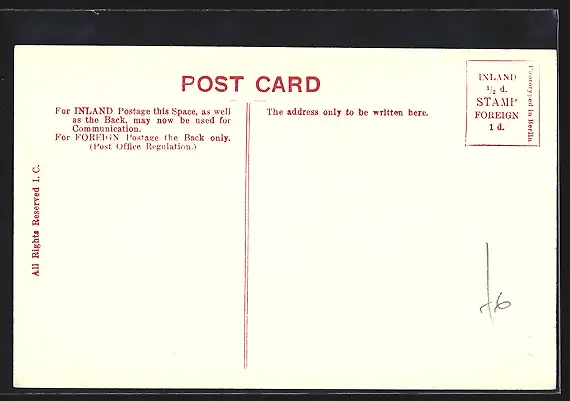 POST CARD
For INLAND Postage this Space, as well
as the Back, may now be used for
Communication.
For FOREIGN Postage the Back only.
(Post Office Regulation.)
The address only to be written here.
INLAND
½ d.
STAMP
FOREIGN
1 d.
Phototyped in Berlin
All Rights Reserved I. C.